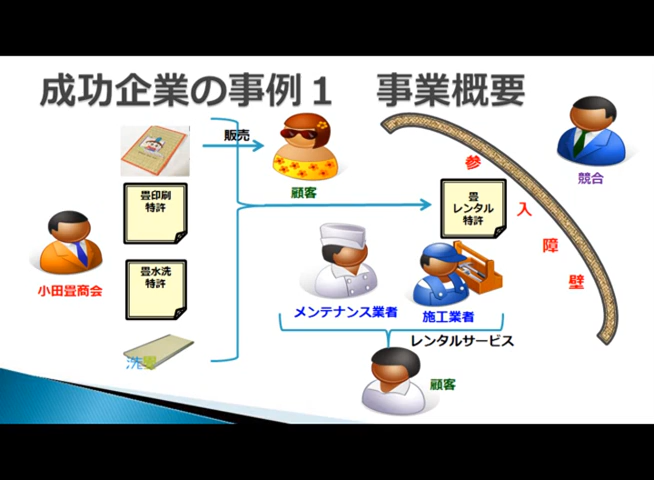 成功企業の事例１　事業概要
販売
顧客
畳印刷
特許
小田畳商会
畳水洗
特許
洗畳
畳
レンタル
特許
参入障壁
競合
メンテナンス業者
施工業者
レンタルサービス
顧客